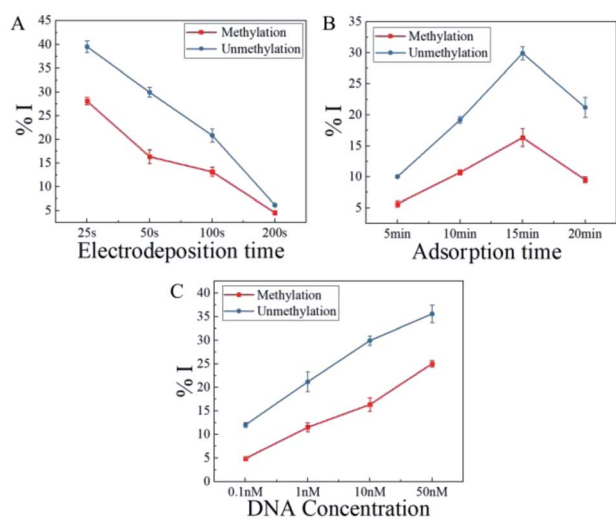 A
Methylation
Unmethylation
45
40
35
30
25
20
15
10
5
% I
25s 50s 100s 200s
Electrodeposition time
B
Methylation
Unmethylation
35
30
25
20
15
10
5
% I
5min 10min 15min 20min
Adsorption time
C
Methylation
Unmethylation
40
35
30
25
20
15
10
5
0
% I
0.1nM 1nM 10nM 50nM
DNA Concentration